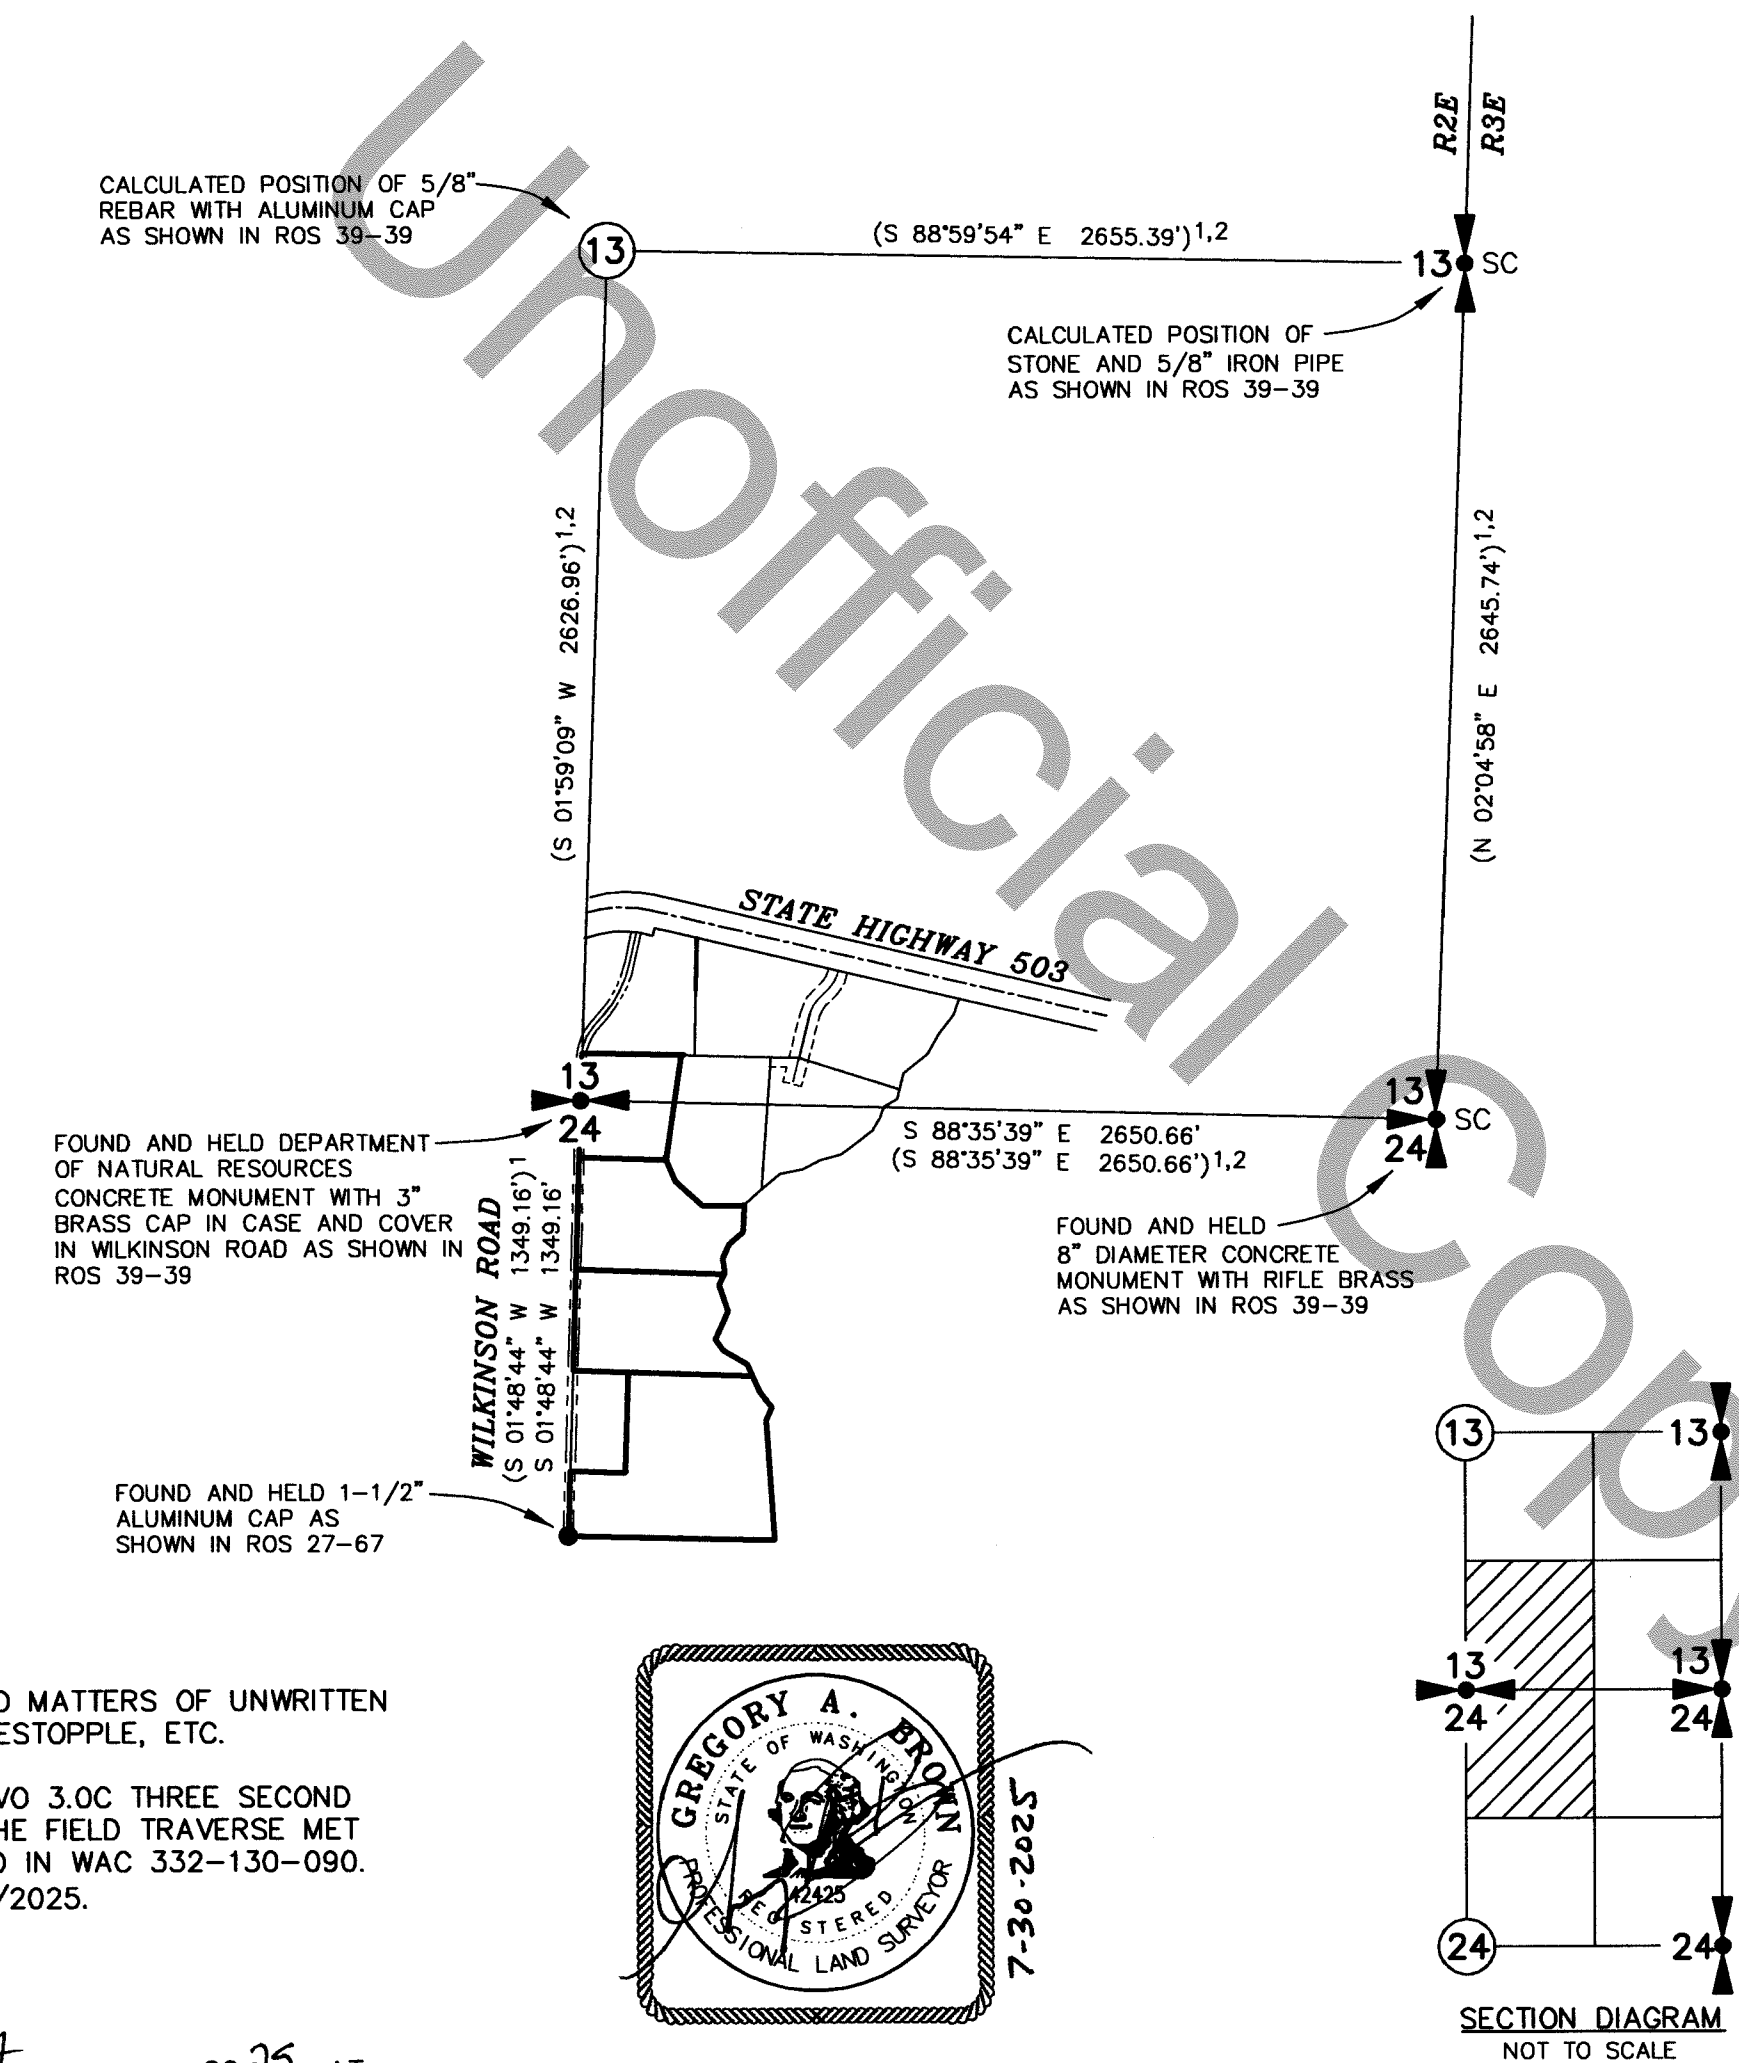 R2E
R3E
CALCULATED POSITION OF 5/8"
REBAR WITH ALUMINUM CAP
AS SHOWN IN ROS 39-39
13
(S 88°59'54" E 2655.39')1,2
13 SC
CALCULATED POSITION OF
STONE AND 5/8" IRON PIPE
AS SHOWN IN ROS 39-39
(S 01°59'09" W 2626.96')1,2
(N 02°04'58" E 2645.74')1,2
Unofficial Copy
STATE HIGHWAY 503
13
24
13
24 SC
S 88°35'39" E 2650.66'
(S 88°35'39" E 2650.66')1,2
FOUND AND HELD DEPARTMENT
OF NATURAL RESOURCES
CONCRETE MONUMENT WITH 3"
BRASS CAP IN CASE AND COVER
IN WILKINSON ROAD AS SHOWN IN
ROS 39-39
WILKINSON ROAD
(S 01°48'44" W 1349.16')1
S 01°48'44" W 1349.16'
FOUND AND HELD
8" DIAMETER CONCRETE
MONUMENT WITH RIFLE BRASS
AS SHOWN IN ROS 39-39
FOUND AND HELD 1-1/2"
ALUMINUM CAP AS
SHOWN IN ROS 27-67
13
13
13
24
13
24
24
24
SECTION DIAGRAM
NOT TO SCALE
MATTERS OF UNWRITTEN
ESTOPPLE, ETC.
3.0C THREE SECOND
HE FIELD TRAVERSE MET
IN WAC 332-130-090.
/2025.
GREGORY A. BROWN
STATE OF WASHINGTON
42425
REGISTERED
PROFESSIONAL LAND SURVEYOR
7-30-2025